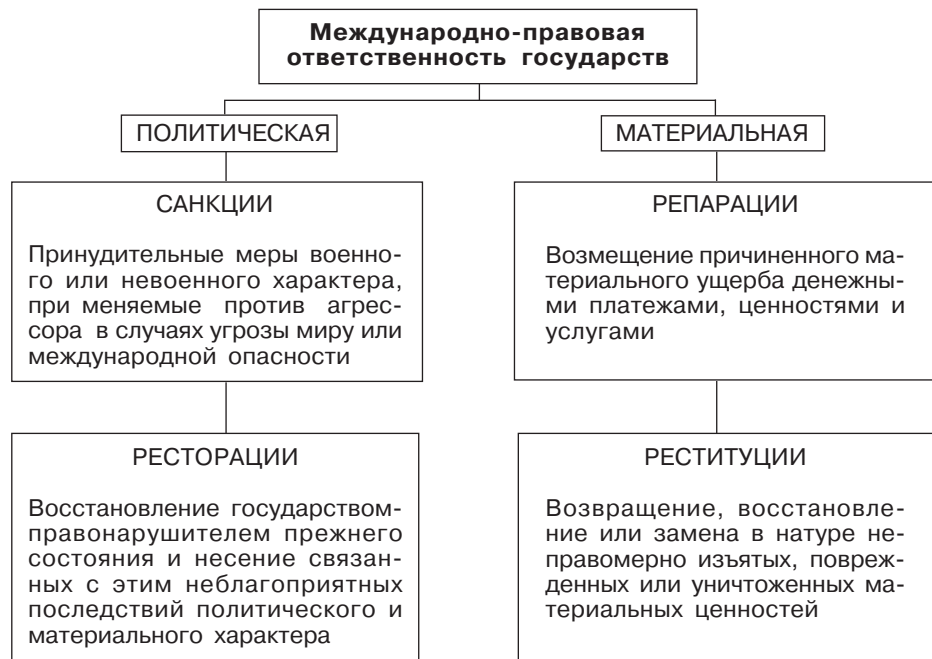 Международно-правовая
ответственность государств
ПОЛИТИЧЕСКАЯ
МАТЕРИАЛЬНАЯ
САНКЦИИ
Принудительные меры военно-
го или невоенного характера,
при меняемые против агрес-
сора в случаях угрозы миру или
международной опасности
РЕПАРАЦИИ
Возмещение причиненного ма-
териального ущерба денежны-
ми платежами, ценностями и
услугами
РЕСТОРАЦИИ
Восстановление государством-
правонарушителем прежнего
состояния и несение связан-
ных с этим неблагоприятных
последствий политического и
материального характера
РЕСТИТУЦИИ
Возвращение, восстановле-
ние или замена в натуре не-
правомерно изъятых, повреж-
денных или уничтоженных ма-
териальных ценностей